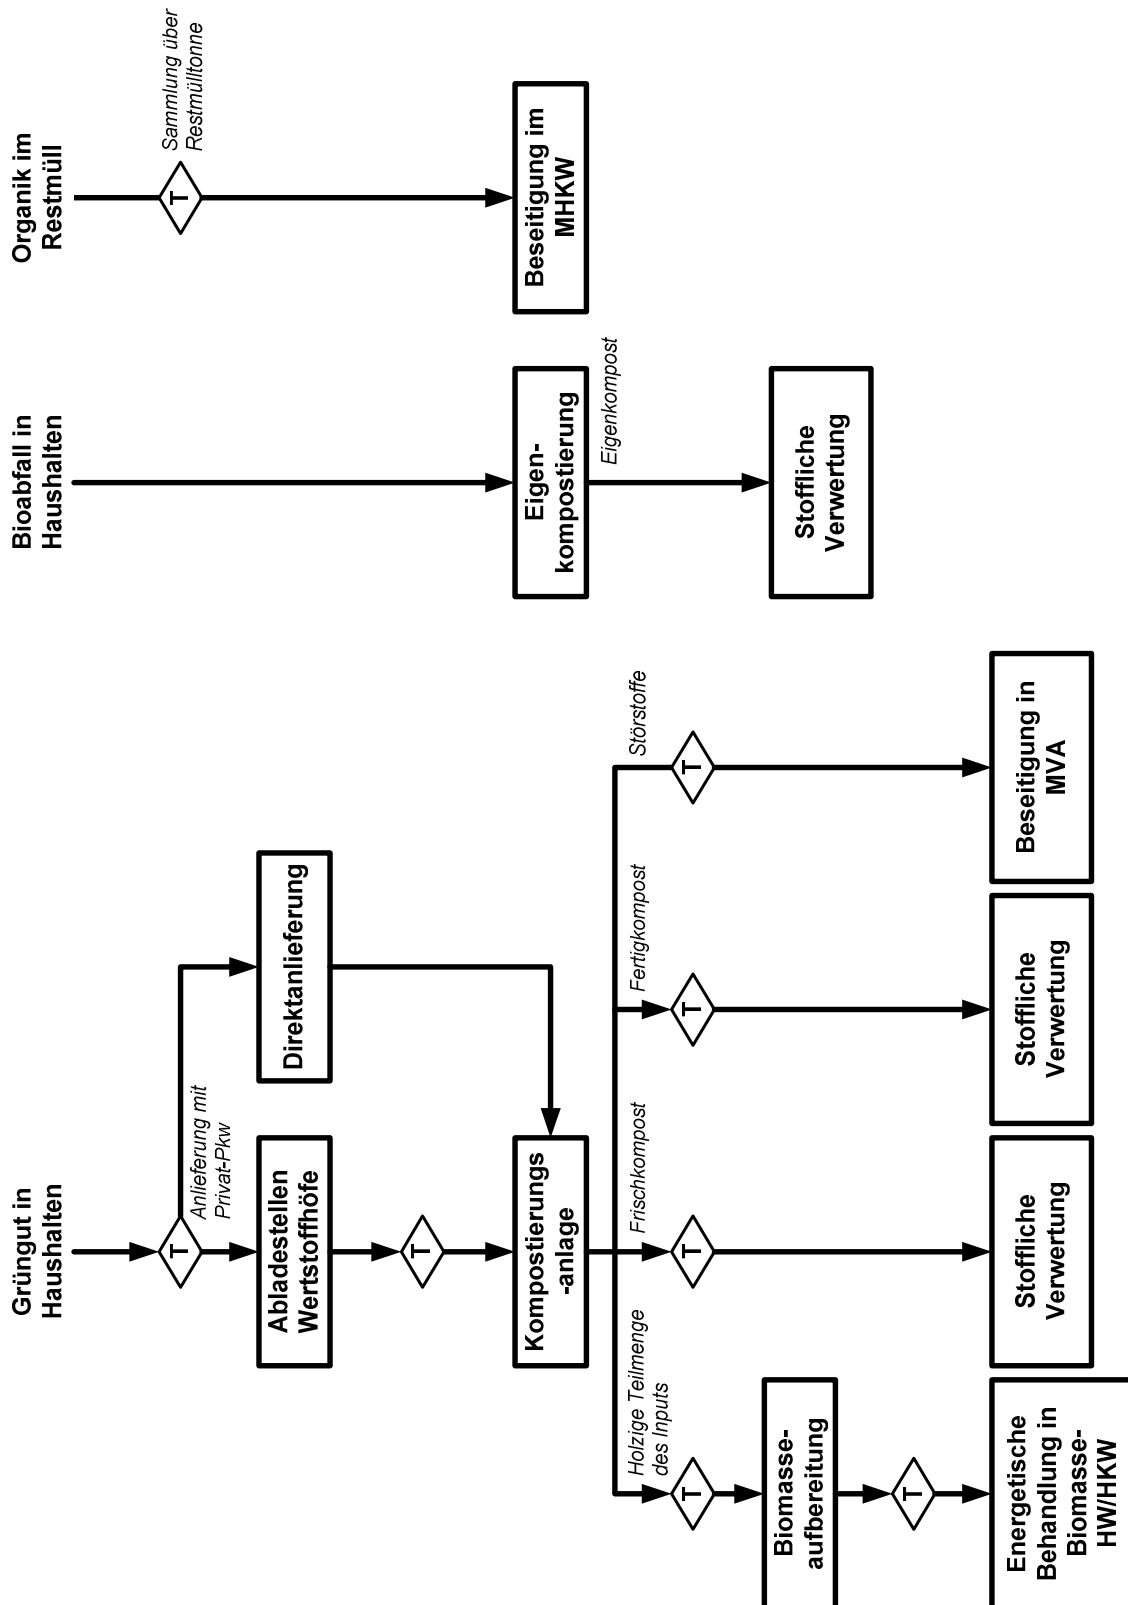 Grüngut in
Haushalten
Bioabfall in
Haushalten
Organik im
Restmüll
T
Anlieferung mit
Privat-Pkw
T
Sammlung über
Restmülltonne
Abladestellen
Wertstoffhöfe
Direktanlieferung
T
Kompostierungs
-anlage
Eigen-
kompostierung
Beseitigung im
MHKW
Holzige Teilmenge
des Inputs
Frischkompost
Fertigkompost
Störstoffe
Eigenkompost
T
T
T
T
Biomasse-
aufbereitung
Stoffliche
Verwertung
T
Energetische
Behandlung in
Biomasse-
HW/HKW
Stoffliche
Verwertung
Stoffliche
Verwertung
Beseitigung in
MVA